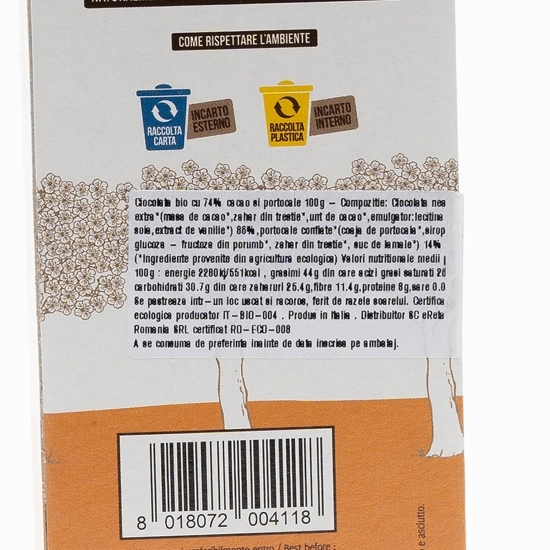 COME RISPETTARE L'AMBIENTE
RACCOLTA CARTA
INCARTO ESTERNO
RACCOLTA PLASTICA
INCARTO INTERNO
Ciocolata bio cu 74% cacao si portocale 100g – Compozitie: Ciocolata nea
extra*(masa de cacao*,zahar din trestie*,unt de cacao*,emulgator:lecitina
soia,extract de vanilie*) 86%,portocale confiate*(coaja de portocala*,sirop
glucoza – fructoza din porumb*, zahar din trestie*, suc de lamaie*) 14%
(*Ingrediente provenite din agricultura ecologica) Valori nutritionale medii p
100g : energie 2280kj/551kcal , grasimi 44g din care acizi grasi saturati 26
carbohidrati 30.7g din care zaharuri 25.4g,fibre 11.4g,proteine 8g,sare 0.0
Se pastreaza intr-un loc uscat si racoros, ferit de razele soarelui. Certifica
ecologica producator IT-BIO-004 . Produs in Italia . Distribuitor SC eReta
Romania SRL certificat RO-ECO-008
A se consuma de preferinta inainte de data inscrisa pe ambalaj.
8 018072 004118
entro / Best before :
e asciutto.